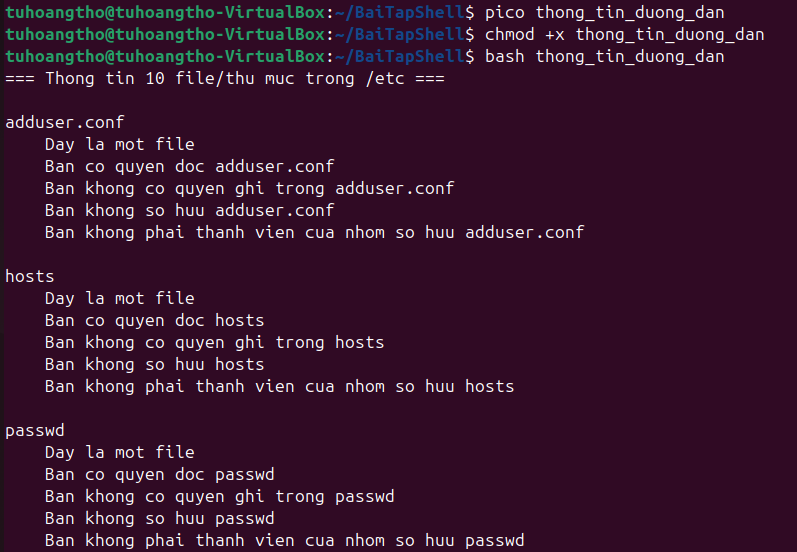 tuhoangtho@tuhoangtho-VirtualBox:~/BaiTapShell$ pico thong_tin_duong_dan
tuhoangtho@tuhoangtho-VirtualBox:~/BaiTapShell$ chmod +x thong_tin_duong_dan
tuhoangtho@tuhoangtho-VirtualBox:~/BaiTapShell$ bash thong_tin_duong_dan
=== Thong tin 10 file/thu muc trong /etc ===

adduser.conf
    Day la mot file
    Ban co quyen doc adduser.conf
    Ban khong co quyen ghi trong adduser.conf
    Ban khong so huu adduser.conf
    Ban khong phai thanh vien cua nhom so huu adduser.conf

hosts
    Day la mot file
    Ban co quyen doc hosts
    Ban khong co quyen ghi trong hosts
    Ban khong so huu hosts
    Ban khong phai thanh vien cua nhom so huu hosts

passwd
    Day la mot file
    Ban co quyen doc passwd
    Ban khong co quyen ghi trong passwd
    Ban khong so huu passwd
    Ban khong phai thanh vien cua nhom so huu passwd